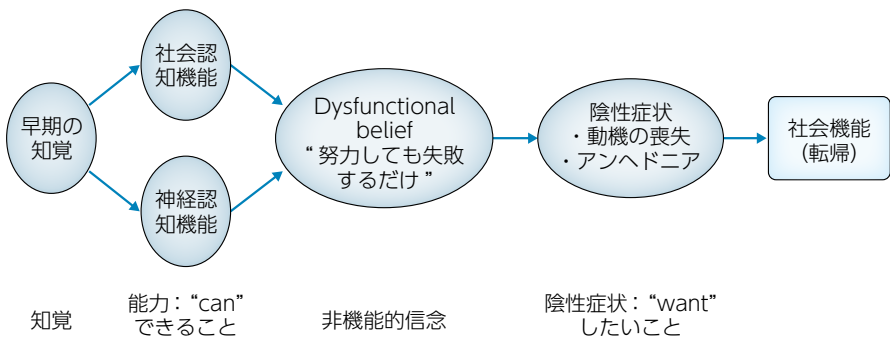 早期の
知覚
社会認
知機能
神経認
知機能
Dysfunctional
belief
“ 努力しても失敗
するだけ ”
陰性症状
・動機の喪失
・アンヘドニア
社会機能
(転帰)
知覚
能力：“can”
できること
非機能的信念
陰性症状：“want”
したいこと